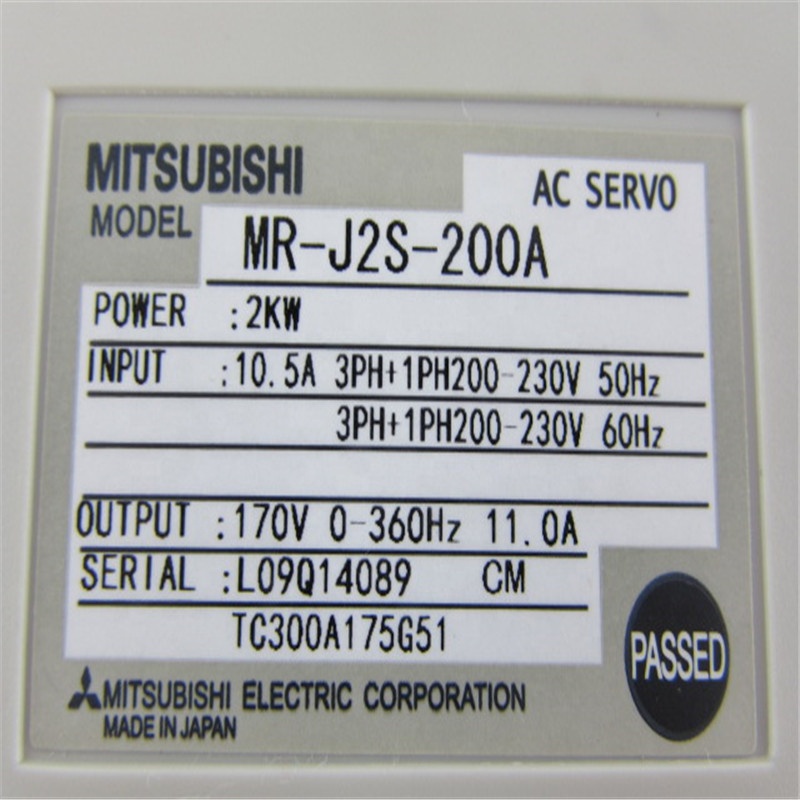 MITSUBISHI
AC SERVO
MODEL MR-J2S-200A
POWER :2KW
INPUT :10.5A 3PH+1PH200-230V 50Hz
3PH+1PH200-230V 60Hz
OUTPUT :170V 0-360Hz 11.0A
SERIAL :L09Q14089 CM
TC300A175G51
PASSED
MITSUBISHI ELECTRIC CORPORATION
MADE IN JAPAN